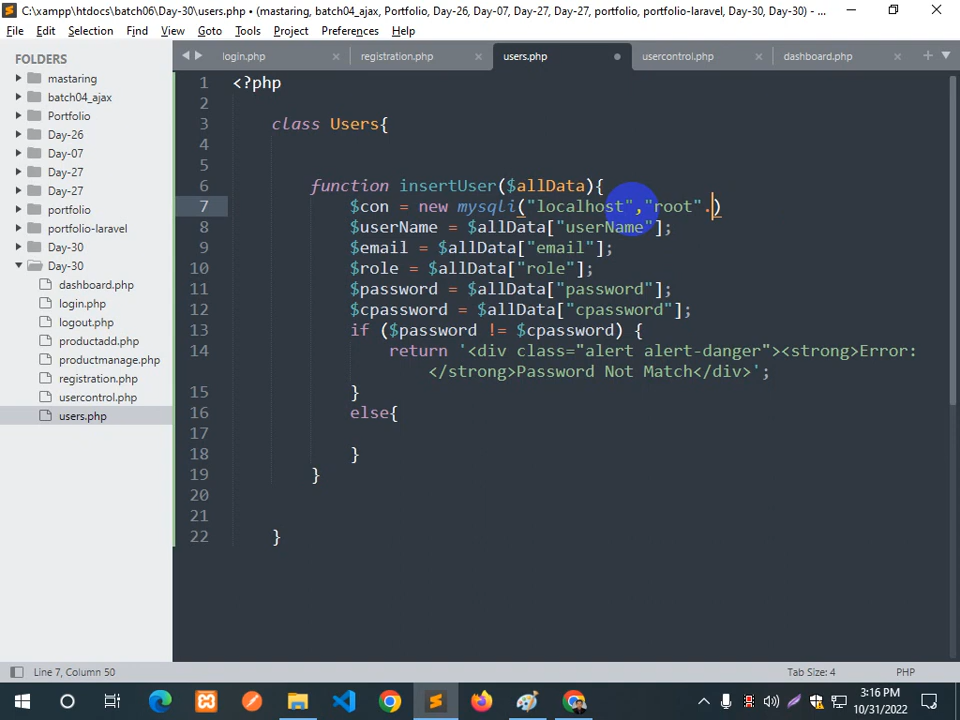 C:\xampp\htdocs\batch06\Day-30\users.php • (mastaring, batch04_ajax, Portfolio, Day-26, Day-07, Day-27, Day-27, portfolio, portfolio-laravel, Day-30, Day-30) - ...
File Edit Selection Find View Goto Tools Project Preferences Help
FOLDERS
mastaring
batch04_ajax
Portfolio
Day-26
Day-07
Day-27
Day-27
portfolio
portfolio-laravel
Day-30
Day-30
dashboard.php
login.php
logout.php
productadd.php
productmanage.php
registration.php
usercontrol.php
users.php
login.php registration.php users.php usercontrol.php dashboard.php
1 <?php
2
3 class Users{
4
5
6 function insertUser($allData){
7 $con = new mysqli("localhost","root".)
8 $userName = $allData["userName"];
9 $email = $allData["email"];
10 $role = $allData["role"];
11 $password = $allData["password"];
12 $cpassword = $allData["cpassword"];
13 if ($password != $cpassword) {
14 return '<div class="alert alert-danger"><strong>Error:
</strong>Password Not Match</div>';
15 }
16 else{
17
18 }
19 }
20
21
22 }
Line 7, Column 50 Tab Size: 4 PHP
3:16 PM
10/31/2022